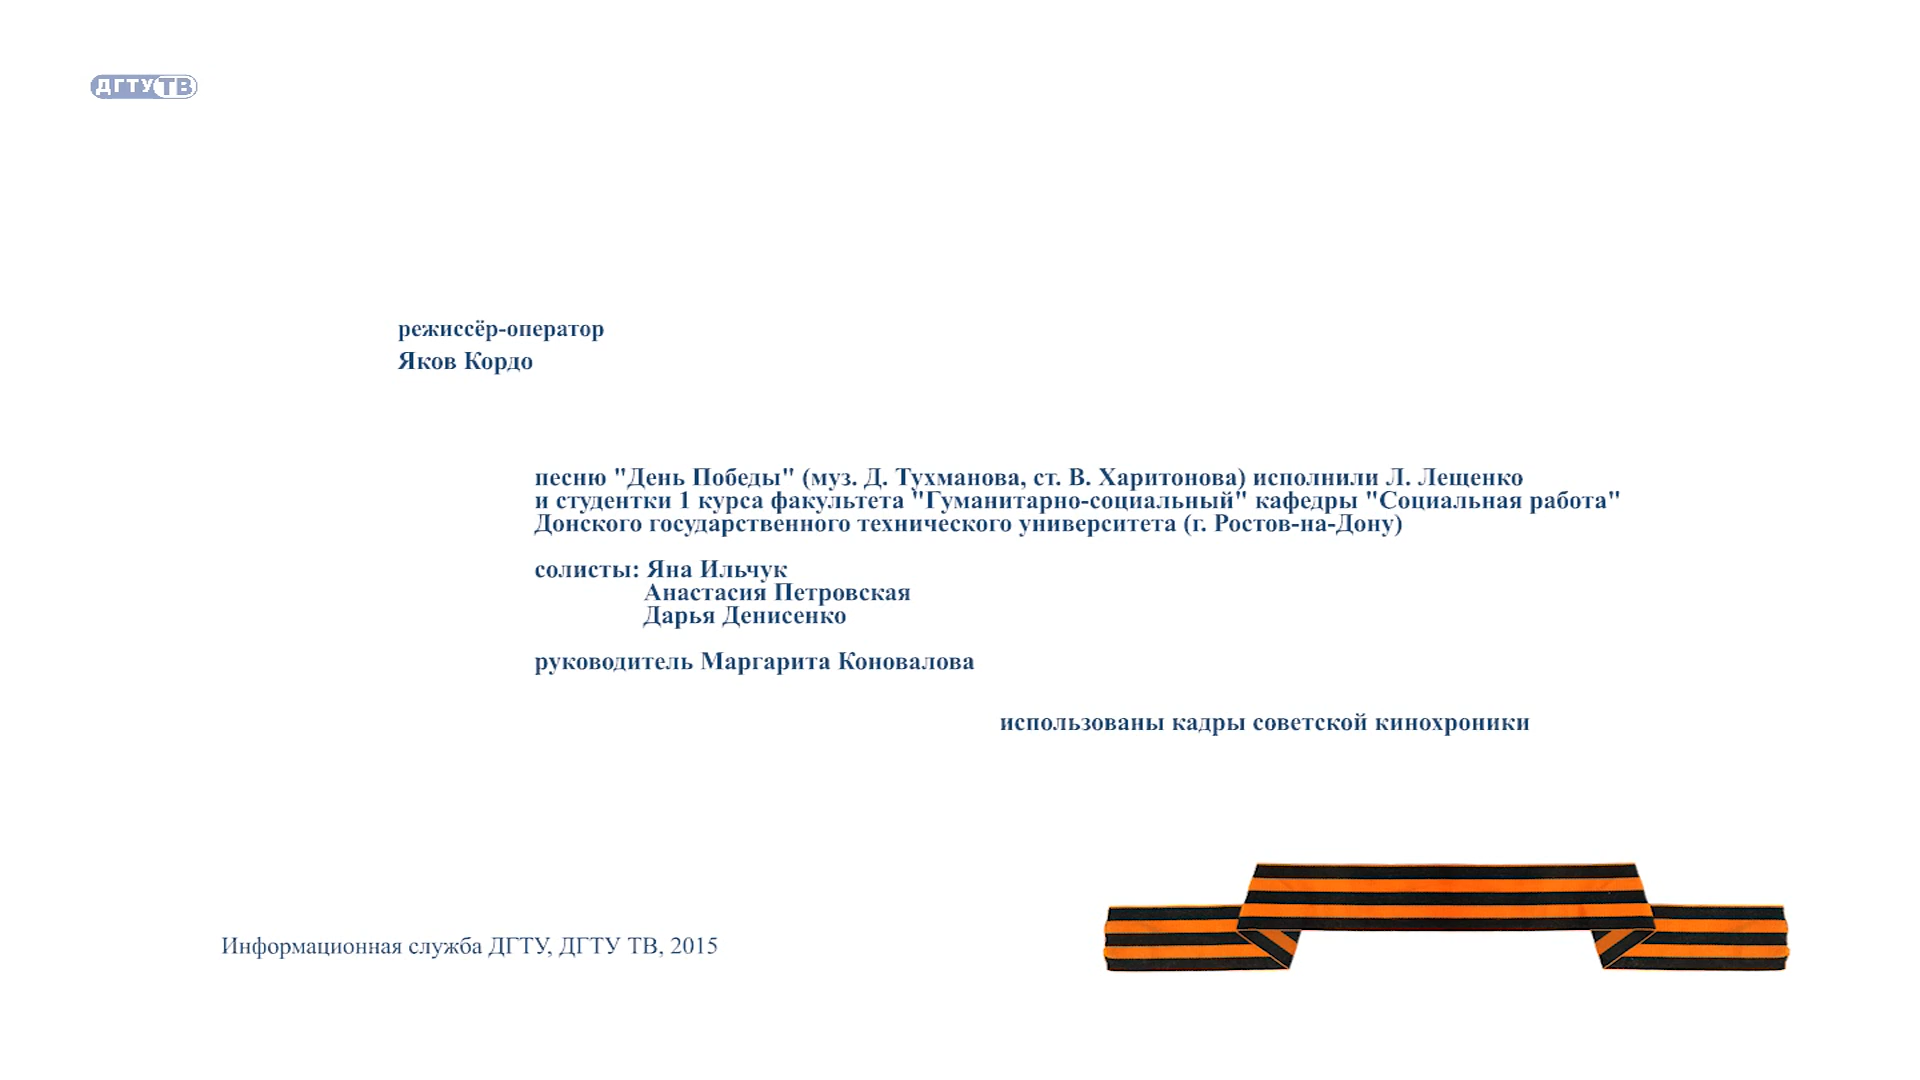 ДГТУ ТВ
режиссёр-оператор
Яков Кордо
песню "День Победы" (муз. Д. Тухманова, ст. В. Харитонова) исполнили Л. Лещенко
и студентки 1 курса факультета "Гуманитарно-социальный" кафедры "Социальная работа"
Донского государственного технического университета (г. Ростов-на-Дону)
солисты: Яна Ильчук
Анастасия Петровская
Дарья Денисенко
руководитель Маргарита Коновалова
использованы кадры советской кинохроники
Информационная служба ДГТУ, ДГТУ ТВ, 2015